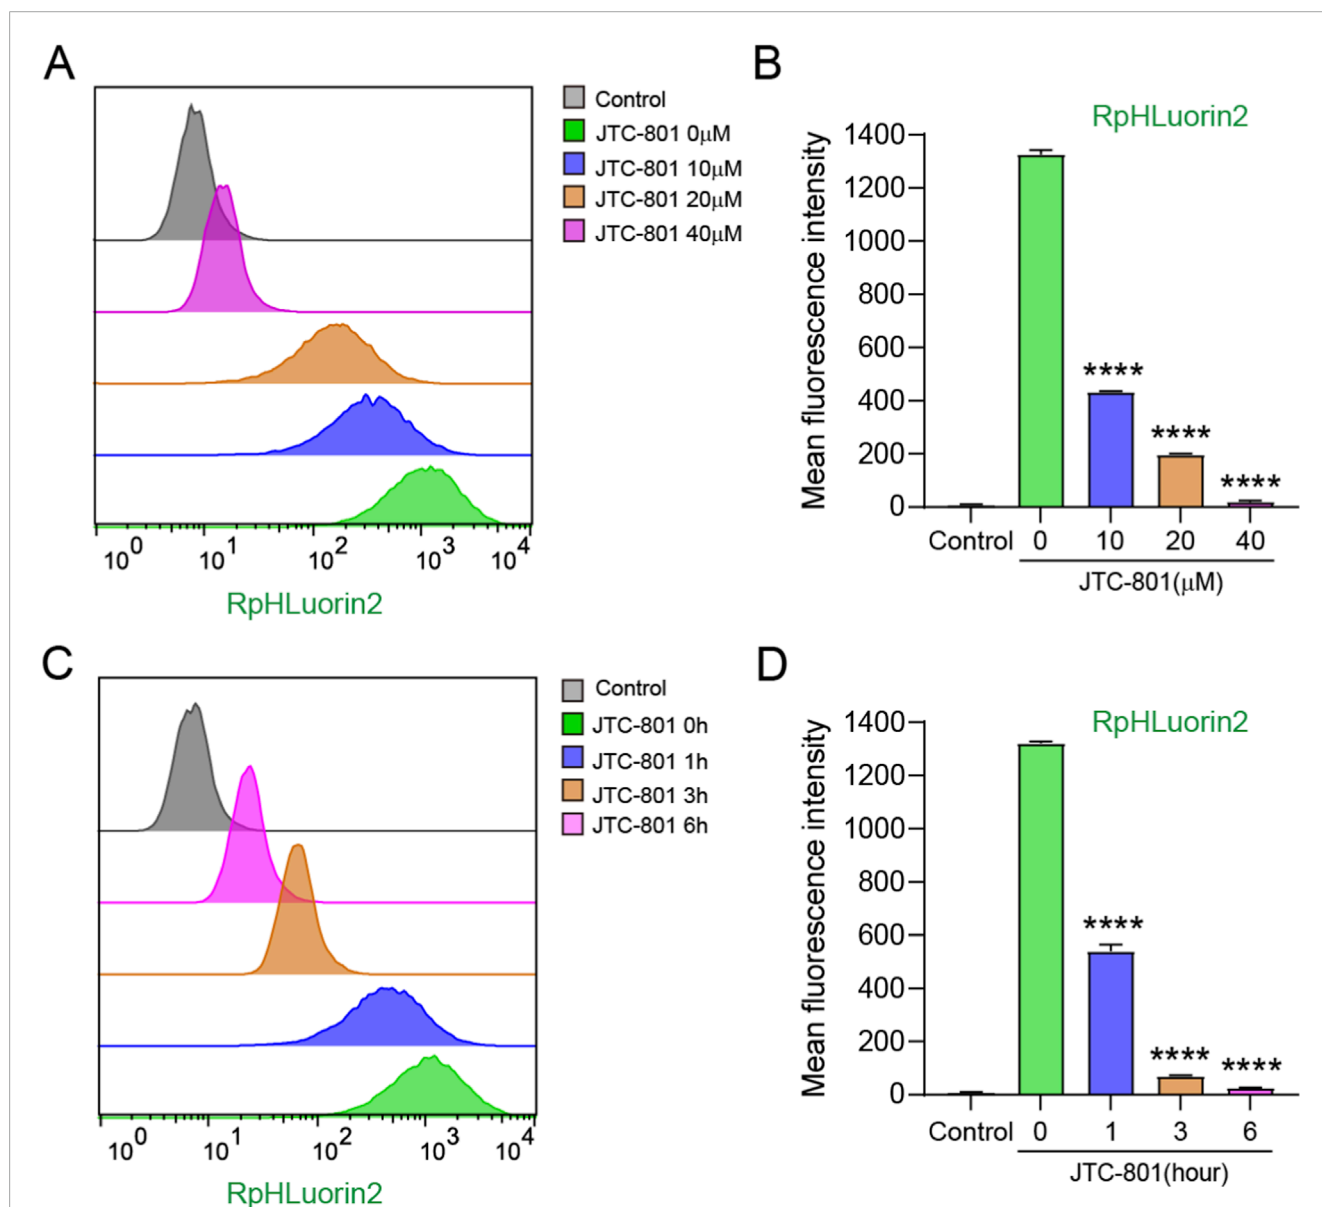 A
Control
JTC-801 0μM
JTC-801 10μM
JTC-801 20μM
JTC-801 40μM
10^0 10^1 10^2 10^3 10^4
RpHLuorin2
B
RpHLuorin2
Mean fluorescence intensity
1400
1200
1000
800
600
400
200
0
****
****
****
Control 0 10 20 40
JTC-801(μM)
C
Control
JTC-801 0h
JTC-801 1h
JTC-801 3h
JTC-801 6h
10^0 10^1 10^2 10^3 10^4
RpHLuorin2
D
RpHLuorin2
Mean fluorescence intensity
1400
1200
1000
800
600
400
200
0
****
****
****
Control 0 1 3 6
JTC-801(hour)